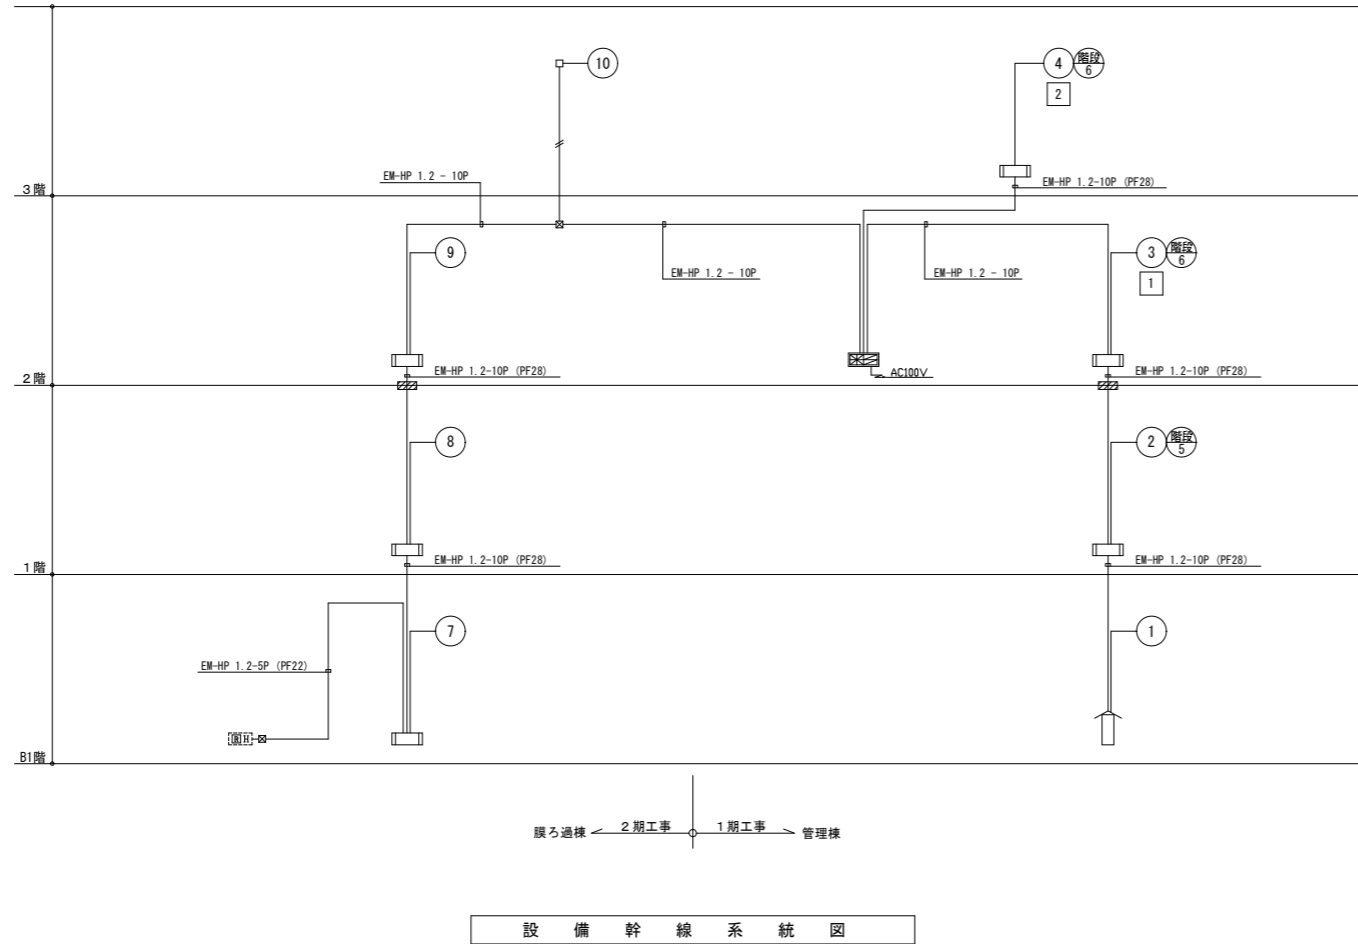 10
4 階段 6
2
EM-HP 1.2 - 10P
EM-HP 1.2-10P (PF28)
3階
9
3 階段 6
EM-HP 1.2 - 10P
EM-HP 1.2 - 10P
1
EM-HP 1.2-10P (PF28)
AC100V
EM-HP 1.2-10P (PF28)
2階
8
2 階段 5
EM-HP 1.2-10P (PF28)
EM-HP 1.2-10P (PF28)
1階
7
1
EM-HP 1.2-5P (PF22)
B1階
膜ろ過棟 2期工事 1期工事 管理棟
設備幹線系統図